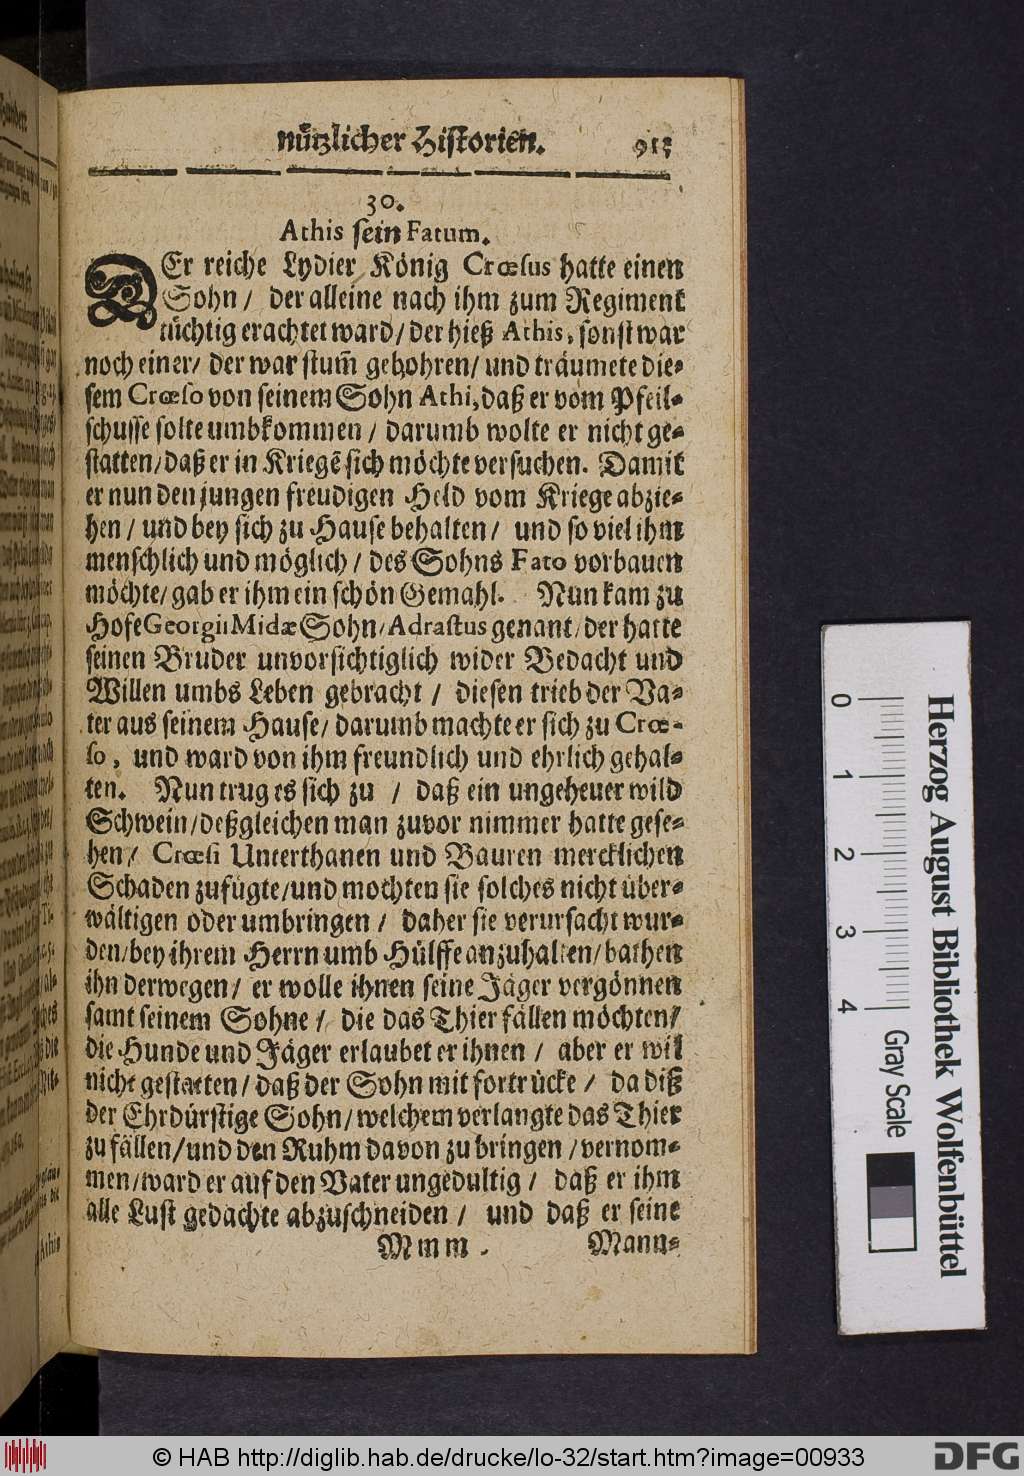 nützlicher Historien. 913
30.
Athis sein Fatum.
DEr reiche Lydier König Crœsus hatte einen
Sohn / der alleine nach ihm zum Regiment
tüchtig erachtet ward / der hieß Athis, sonst war
noch einer / der war stum̃ gebohren / und träumete die-
sem Crœso von seinem Sohn Athi, daß er vom Pfeil-
schusse solte umbkommen / darumb wolte er nicht ge-
statten / daß er in Kriegẽ sich möchte versuchen. Damit
er nun den jungen freudigen Held vom Kriege abzie-
hen / und bey sich zu Hause behalten / und so viel ihm
menschlich und möglich / des Sohns Fato vorbauen
möchte / gab er ihm ein schön Gemahl. Nun kam zu
Hofe Georgii Midæ Sohn / Adrastus genant / der hatte
seinen Bruder unvorsichtiglich wider Bedacht und
Willen umbs Leben gebracht / diesen trieb der Va-
ter aus seinem Hause / darumb machte er sich zu Crœ-
so, und ward von ihm freundlich und ehrlich gehal-
ten. Nun trug es sich zu / daß ein ungeheuer wild
Schwein / deßgleichen man zuvor nimmer hatte gese-
hen / Crœsi Unterthanen und Bauren mercklichen
Schaden zufügte / und mochten sie solches nicht über-
wältigen oder umbringen / daher sie verursacht wur-
den / bey ihrem Herrn umb Hülffe anzuhalten / bathen
ihn derwegen / er wolle ihnen seine Jäger vergönnen
samt seinem Sohne / die das Thier fällen möchten /
die Hunde und Jäger erlaubet er ihnen / aber er wil
nicht gestatten / daß der Sohn mit fortrücke / da diß
der Ehrdürstige Sohn / welchem verlangte das Thier
zu fällen / und den Ruhm davon zu bringen / vernom-
men / ward er auf den Vater ungedultig / daß er ihm
alle Lust gedachte abzuschneiden / und daß er seine
Mmm. Mann-
0 1 2 3 4
Gray Scale
Herzog August Bibliothek Wolfenbüttel
© HAB http://diglib.hab.de/drucke/lo-32/start.htm?image=00933
DFG